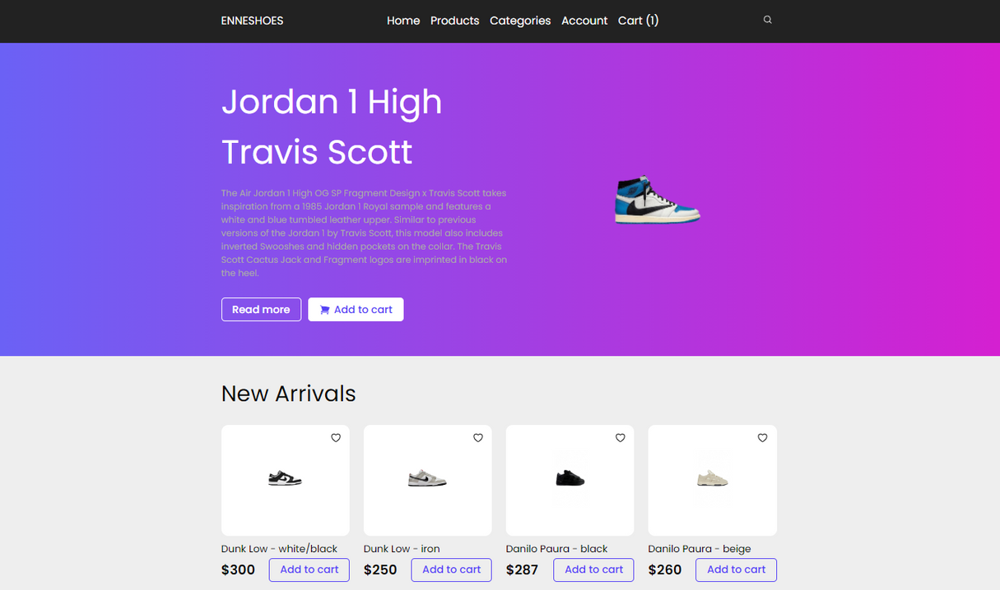 ENNESHOES Home Products Categories Account Cart (1)
Jordan 1 High
Travis Scott
The Air Jordan 1 High OG SP Fragment Design x Travis Scott takes
inspiration from a 1985 Jordan 1 Royal sample and features a
white and blue tumbled leather upper. Similar to previous
versions of the Jordan 1 by Travis Scott, this model also includes
inverted Swooshes and hidden pockets on the collar. The Travis
Scott Cactus Jack and Fragment logos are imprinted in black on
the heel.
Read more Add to cart
New Arrivals
Dunk Low - white/black Dunk Low - iron Danilo Paura - black Danilo Paura - beige
$300 Add to cart $250 Add to cart $287 Add to cart $260 Add to cart